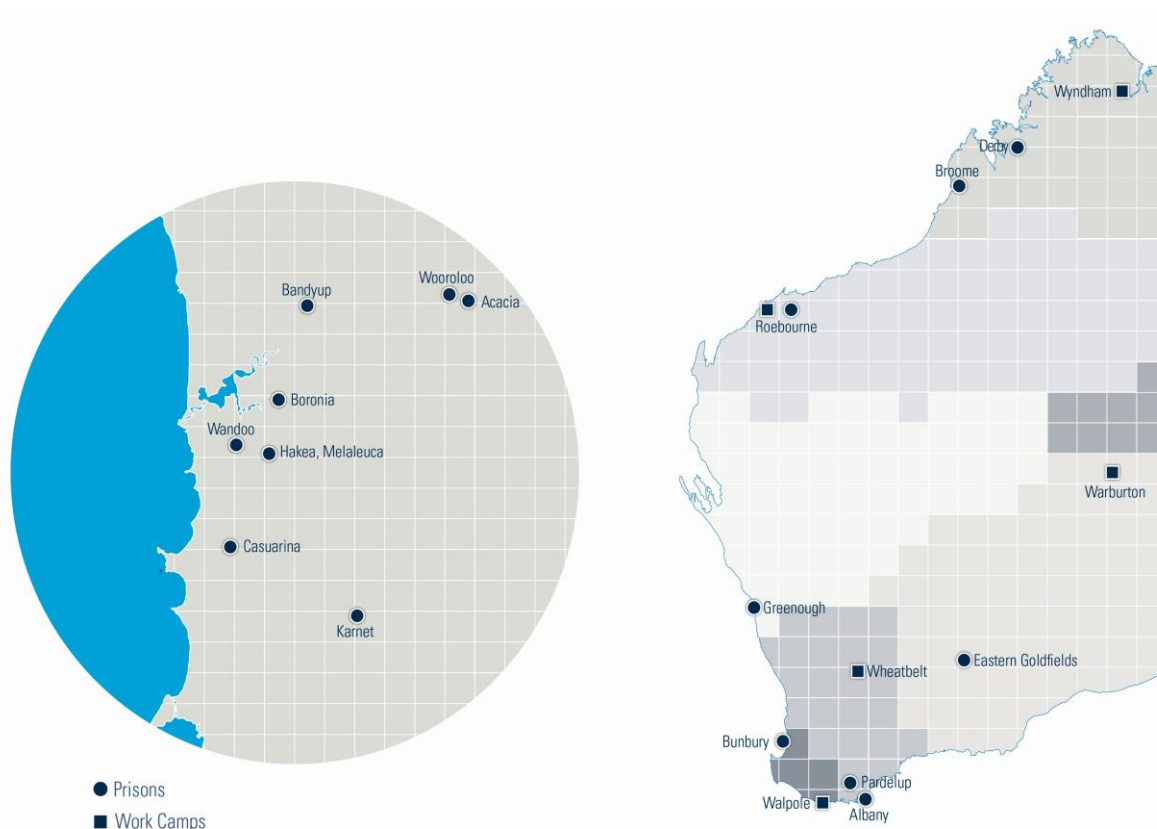 Wooroloo
Bandyup
Acacia
Boronia
Wandoo
Hakea, Melaleuca
Casuarina
Karnet
Prisons
Work Camps
Wyndham
Derby
Broome
Roebourne
Warburton
Greenough
Eastern Goldfields
Wheatbelt
Bunbury
Pardelup
Walpole
Albany